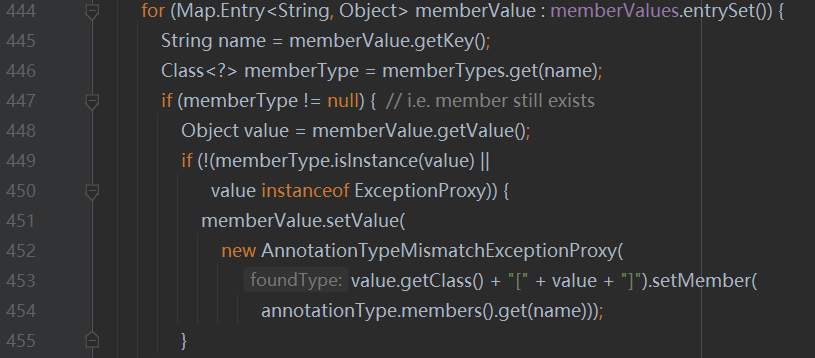 444 for (Map.Entry<String, Object> memberValue : memberValues.entrySet()) {
445 String name = memberValue.getKey();
446 Class<?> memberType = memberTypes.get(name);
447 if (memberType != null) { // i.e. member still exists
448 Object value = memberValue.getValue();
449 if (!(memberType.isInstance(value) ||
450 value instanceof ExceptionProxy)) {
451 memberValue.setValue(
452 new AnnotationTypeMismatchExceptionProxy(
453 foundType: value.getClass() + "[" + value + "]").setMember(
454 annotationType.members().get(name)));
455 }